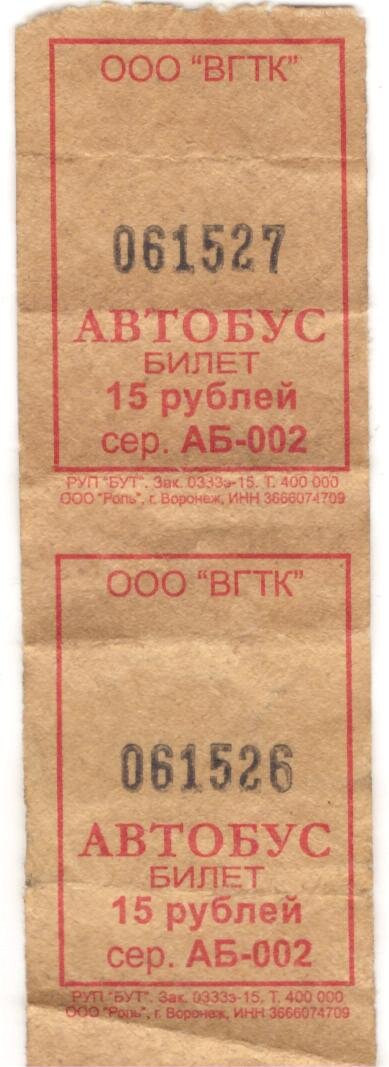 ООО "ВГТК"
061527
АВТОБУС
БИЛЕТ
15 рублей
сер. АБ-002
РУП "БУТ". Зак. 0333з-15. Т. 400 000
ООО "Роль", г. Воронеж, ИНН 3666074709
ООО "ВГТК"
061526
АВТОБУС
БИЛЕТ
15 рублей
сер. АБ-002
РУП "БУТ". Зак. 0333з-15. Т. 400 000
ООО "Роль", г. Воронеж, ИНН 3666074709